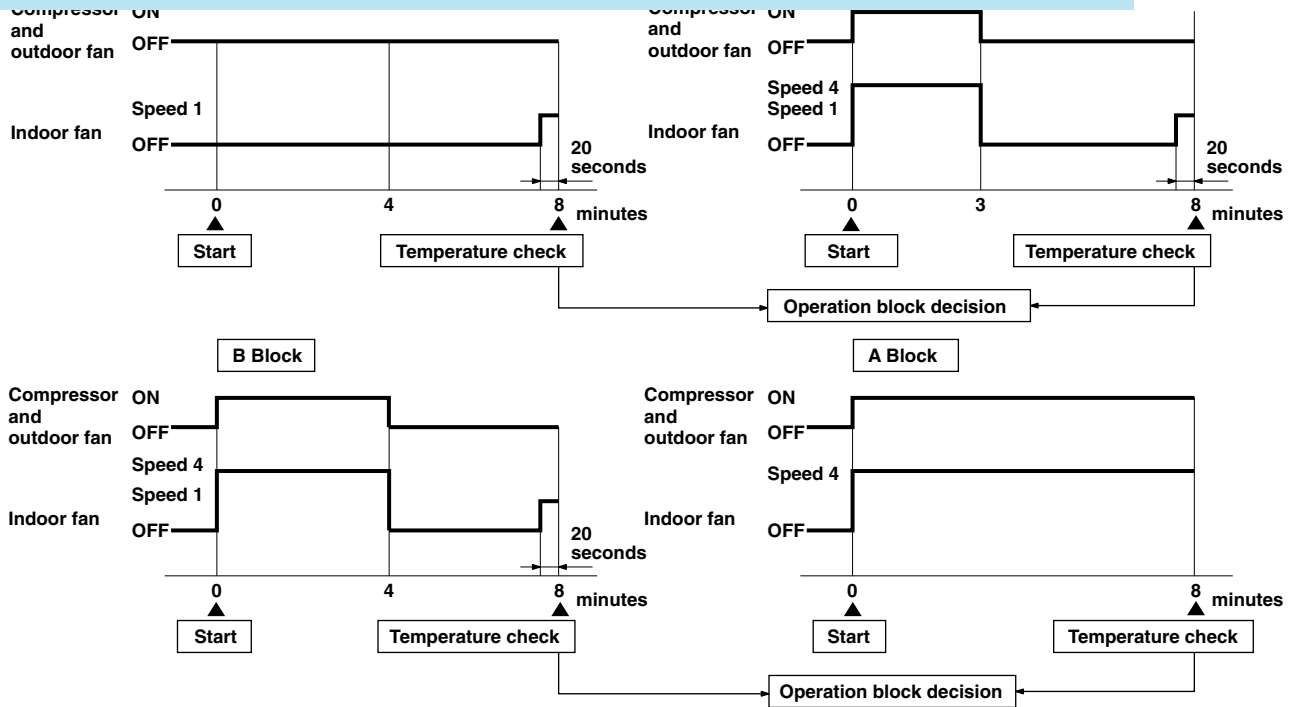 Compressor
and
outdoor fan
ON
OFF
Speed 1
Indoor fan
OFF
20
seconds
0
4
8
minutes
Start
Temperature check
Compressor
and
outdoor fan
ON
OFF
Speed 4
Speed 1
Indoor fan
OFF
20
seconds
0
3
8
minutes
Start
Temperature check
Operation block decision
B Block
Compressor
and
outdoor fan
ON
OFF
Speed 4
Speed 1
Indoor fan
OFF
20
seconds
0
4
8
minutes
Start
Temperature check
A Block
Compressor
and
outdoor fan
ON
OFF
Speed 4
Indoor fan
OFF
0
8
minutes
Start
Temperature check
Operation block decision